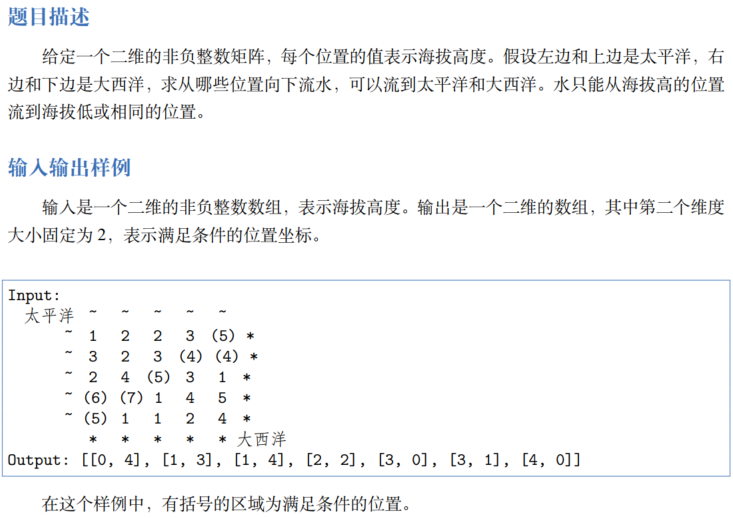 题目描述
给定一个二维的非负整数矩阵，每个位置的值表示海拔高度。假设左边和上边是太平洋，右
边和下边是大西洋，求从哪些位置向下流水，可以流到太平洋和大西洋。水只能从海拔高的位置
流到海拔低或相同的位置。
输入输出样例
输入是一个二维的非负整数数组，表示海拔高度。输出是一个二维的数组，其中第二个维度
大小固定为 2，表示满足条件的位置坐标。
Input:
太平洋 ~ ~ ~ ~ ~
~ 1 2 2 3 (5) *
~ 3 2 3 (4) (4) *
~ 2 4 (5) 3 1 *
~ (6) (7) 1 4 5 *
~ (5) 1 1 2 4 *
* * * * * 大西洋
Output: [[0, 4], [1, 3], [1, 4], [2, 2], [3, 0], [3, 1], [4, 0]]
在这个样例中，有括号的区域为满足条件的位置。